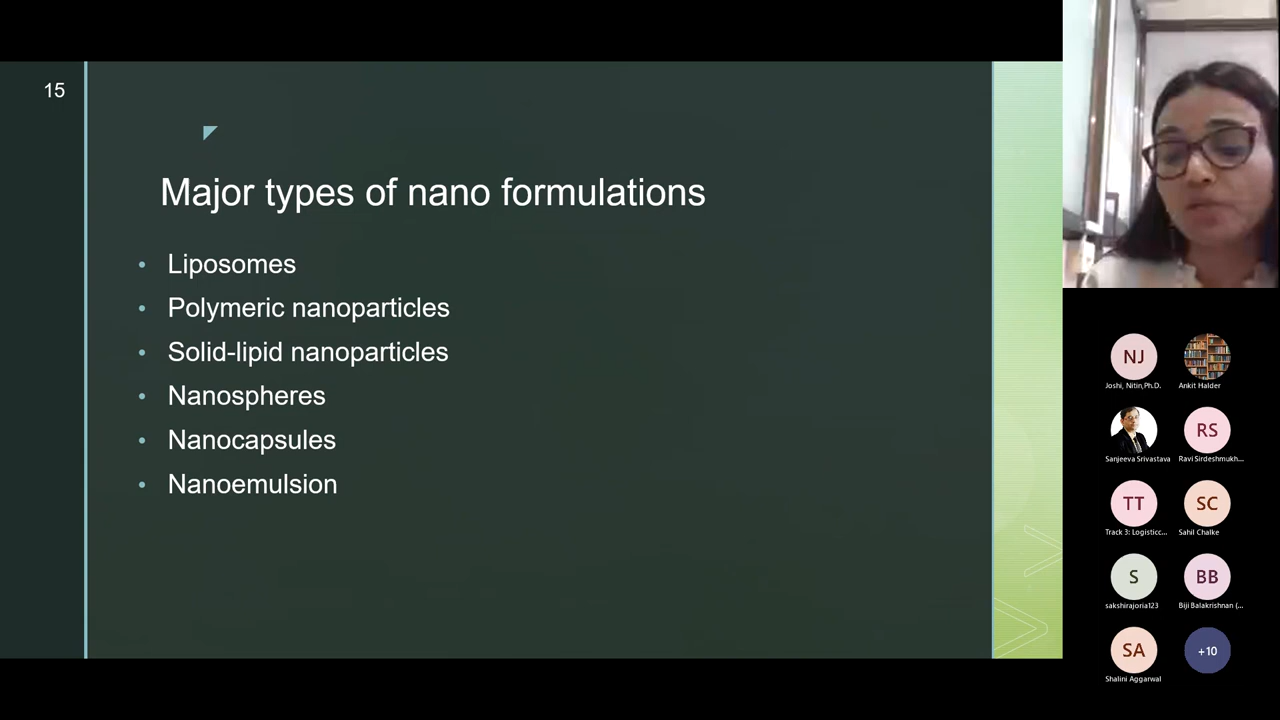 15
Major types of nano formulations
• Liposomes
• Polymeric nanoparticles
• Solid-lipid nanoparticles
• Nanospheres
• Nanocapsules
• Nanoemulsion
NJ
Joshi, Nitin,Ph.D.
Ankit Halder
Sanjeeva Srivastava
RS
Ravi Sirdeshmukh...
TT
Track 3: Logisticc...
SC
Sahil Chalke
S
sakshirajoria123
BB
Biji Balakrishnan (...
SA
Shalini Aggarwal
+10